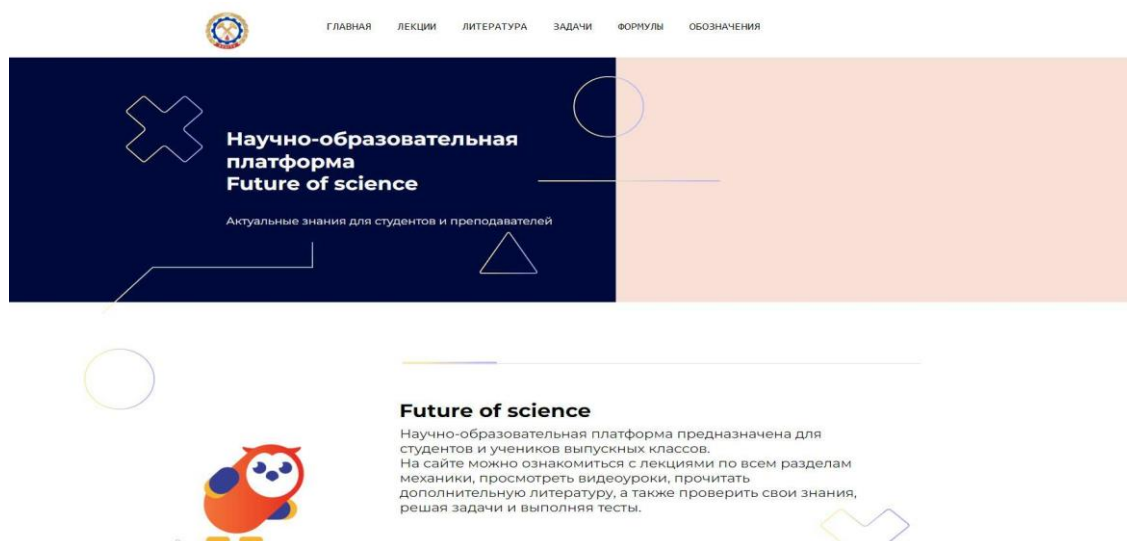 ГЛАВНАЯ ЛЕКЦИИ ЛИТЕРАТУРА ЗАДАЧИ ФОРМУЛЫ ОБОЗНАЧЕНИЯ
Научно-образовательная
платформа
Future of science
Актуальные знания для студентов и преподавателей
Future of science
Научно-образовательная платформа предназначена для
студентов и учеников выпускных классов.
На сайте можно ознакомиться с лекциями по всем разделам
механики, просмотреть видеоуроки, прочитать
дополнительную литературу, а также проверить свои знания,
решая задачи и выполняя тесты.